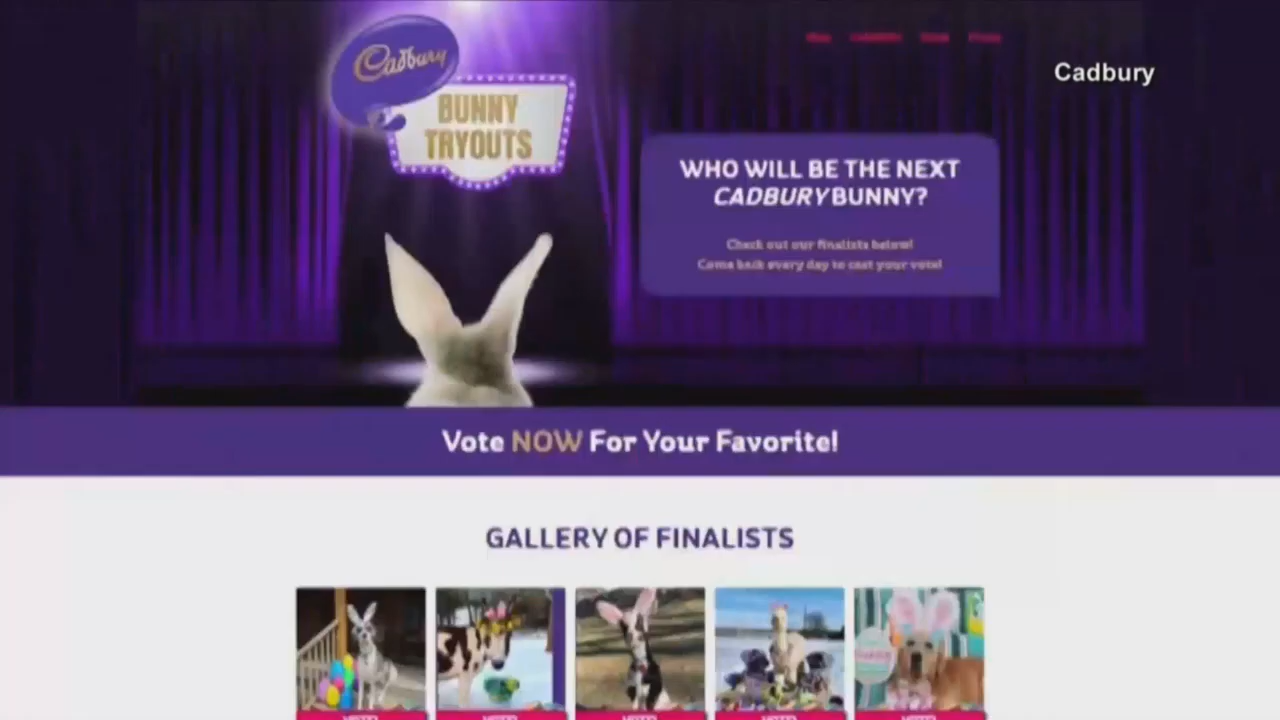 Cadbury
BUNNY
TRYOUTS
Cadbury
WHO WILL BE THE NEXT
CADBURY BUNNY?
Check out our finalists below!
Come back every day to cast your vote!
Vote NOW For Your Favorite!
GALLERY OF FINALISTS